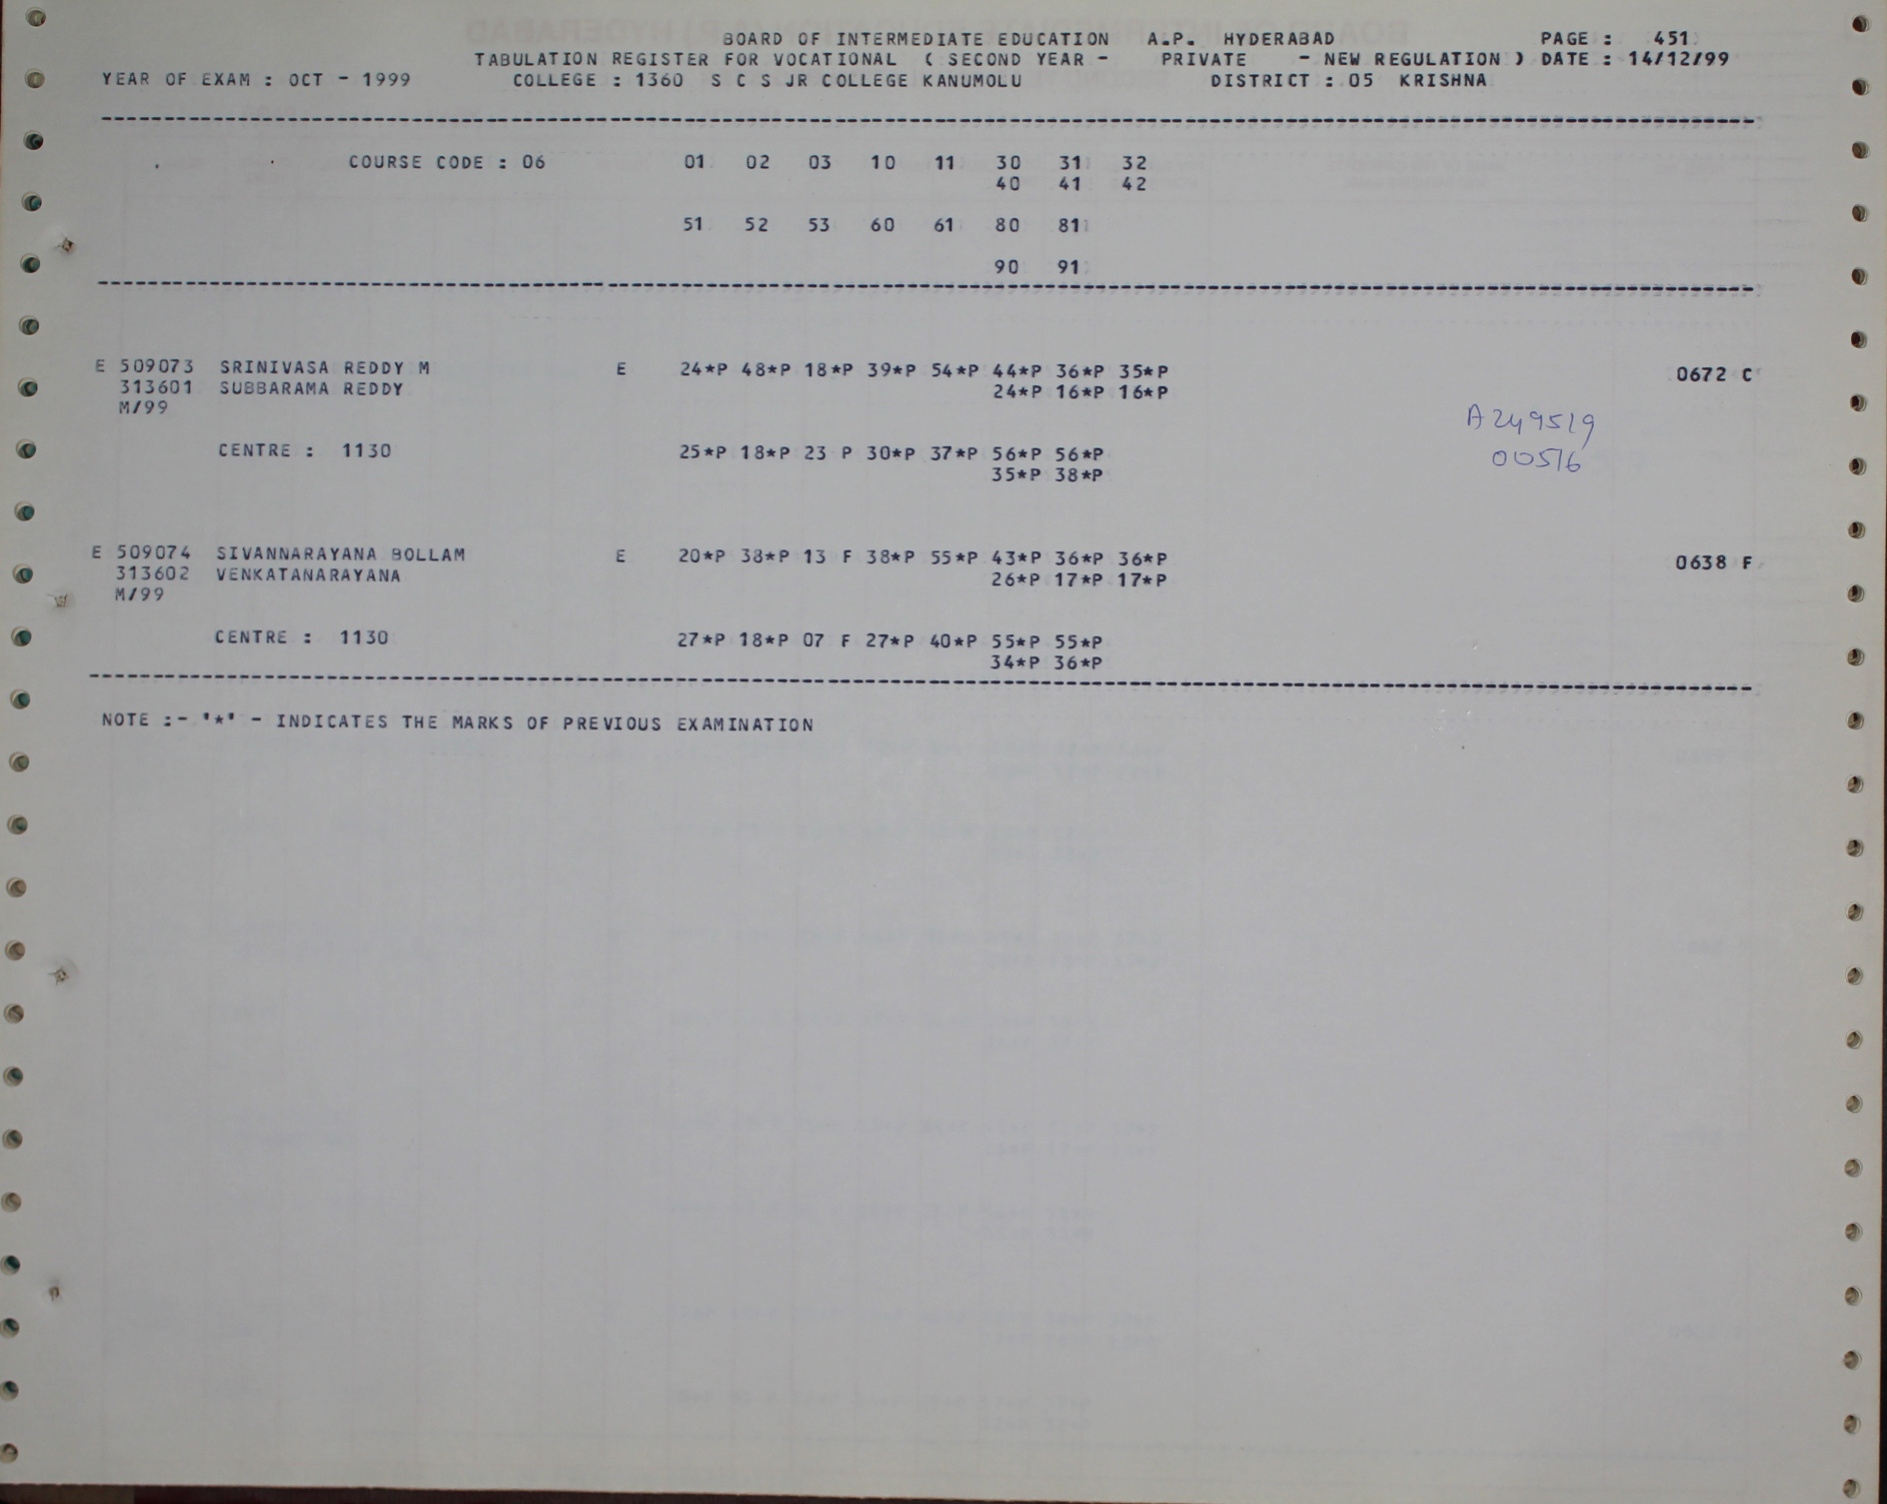 BOARD OF INTERMEDIATE EDUCATION A.P. HYDERABAD PAGE : 451
TABULATION REGISTER FOR VOCATIONAL ( SECOND YEAR - PRIVATE - NEW REGULATION ) DATE : 14/12/99
YEAR OF EXAM : OCT - 1999 COLLEGE : 1360 S C S JR COLLEGE KANUMOLU DISTRICT : 05 KRISHNA
COURSE CODE : 06 01 02 03 10 11 30 31 32
40 41 42
51 52 53 60 61 80 81
90 91
E 509073 SRINIVASA REDDY M E 24*P 48*P 18*P 39*P 54*P 44*P 36*P 35*P 0672 C
313601 SUBBARAMA REDDY 24*P 16*P 16*P
M/99
A249519
CENTRE : 1130 25*P 18*P 23 P 30*P 37*P 56*P 56*P
00516
35*P 38*P
E 509074 SIVANNARAYANA BOLLAM E 20*P 38*P 13 F 38*P 55*P 43*P 36*P 36*P 0638 F
313602 VENKATANARAYANA 26*P 17*P 17*P
M/99
CENTRE : 1130 27*P 18*P 07 F 27*P 40*P 55*P 55*P
34*P 36*P
NOTE :- '*' - INDICATES THE MARKS OF PREVIOUS EXAMINATION